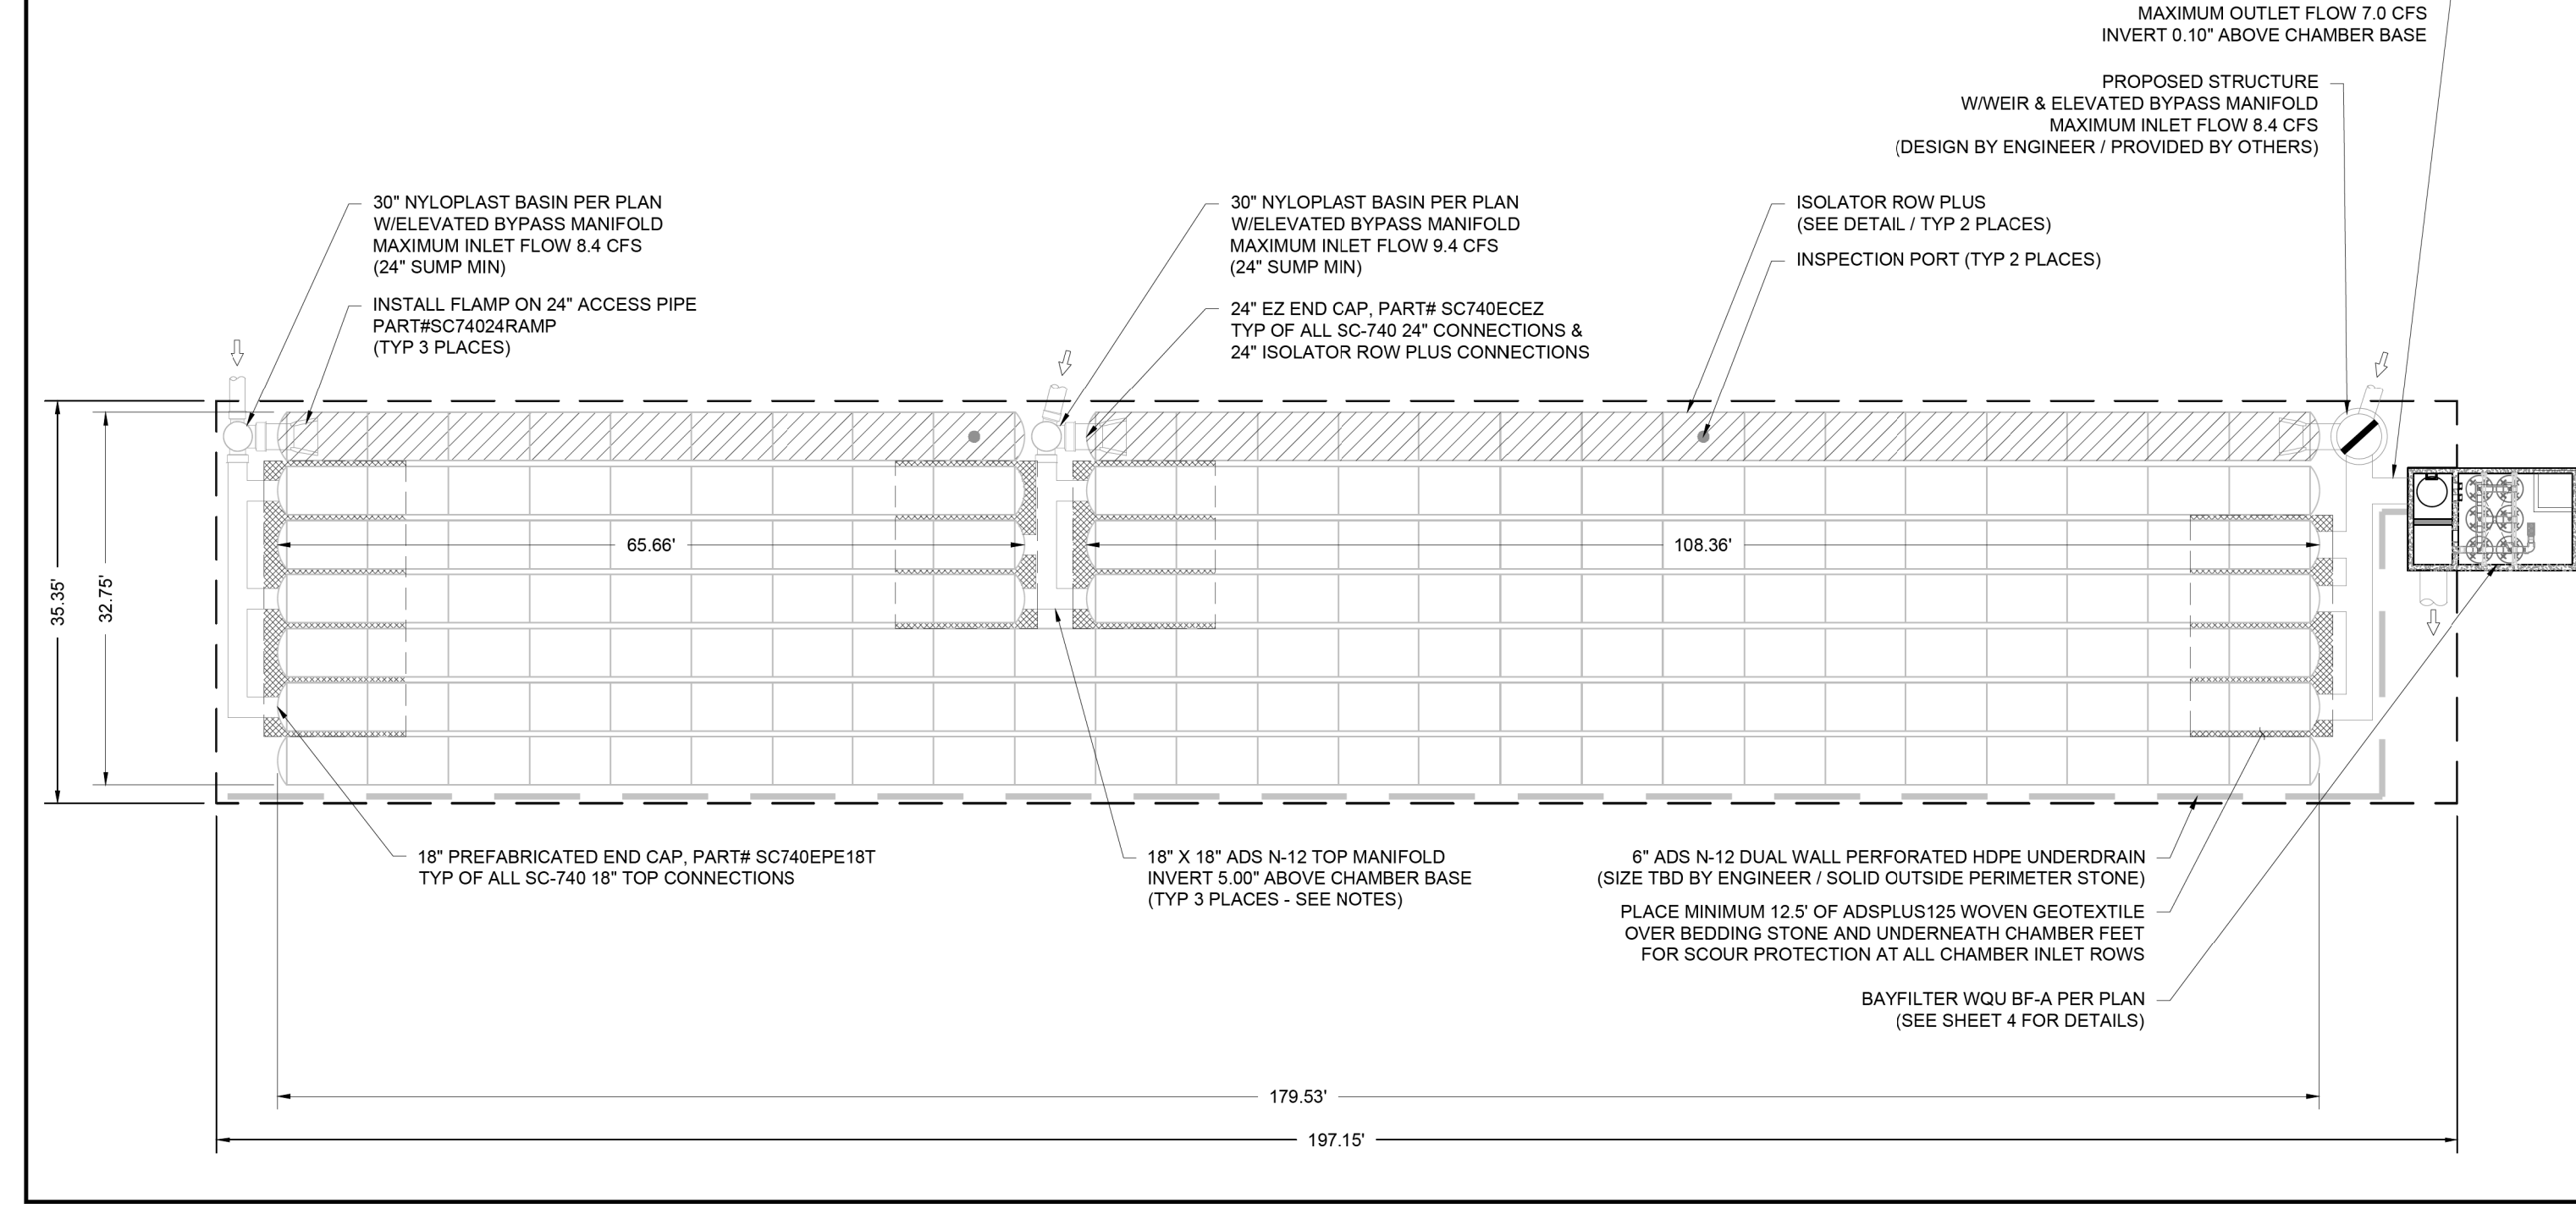 MAXIMUM OUTLET FLOW 7.0 CFS
INVERT 0.10" ABOVE CHAMBER BASE
PROPOSED STRUCTURE
W/WEIR & ELEVATED BYPASS MANIFOLD
MAXIMUM INLET FLOW 8.4 CFS
(DESIGN BY ENGINEER / PROVIDED BY OTHERS)
30" NYLOPLAST BASIN PER PLAN
W/ELEVATED BYPASS MANIFOLD
MAXIMUM INLET FLOW 8.4 CFS
(24" SUMP MIN)
INSTALL FLAMP ON 24" ACCESS PIPE
PART#SC74024RAMP
(TYP 3 PLACES)
30" NYLOPLAST BASIN PER PLAN
W/ELEVATED BYPASS MANIFOLD
MAXIMUM INLET FLOW 9.4 CFS
(24" SUMP MIN)
24" EZ END CAP, PART# SC740ECEZ
TYP OF ALL SC-740 24" CONNECTIONS &
24" ISOLATOR ROW PLUS CONNECTIONS
ISOLATOR ROW PLUS
(SEE DETAIL / TYP 2 PLACES)
INSPECTION PORT (TYP 2 PLACES)
35.35'
32.75'
65.66'
108.36'
18" PREFABRICATED END CAP, PART# SC740EPE18T
TYP OF ALL SC-740 18" TOP CONNECTIONS
18" X 18" ADS N-12 TOP MANIFOLD
INVERT 5.00" ABOVE CHAMBER BASE
(TYP 3 PLACES - SEE NOTES)
6" ADS N-12 DUAL WALL PERFORATED HDPE UNDERDRAIN
(SIZE TBD BY ENGINEER / SOLID OUTSIDE PERIMETER STONE)
PLACE MINIMUM 12.5' OF ADSPLUS125 WOVEN GEOTEXTILE
OVER BEDDING STONE AND UNDERNEATH CHAMBER FEET
FOR SCOUR PROTECTION AT ALL CHAMBER INLET ROWS
BAYFILTER WQU BF-A PER PLAN
(SEE SHEET 4 FOR DETAILS)
179.53'
197.15'